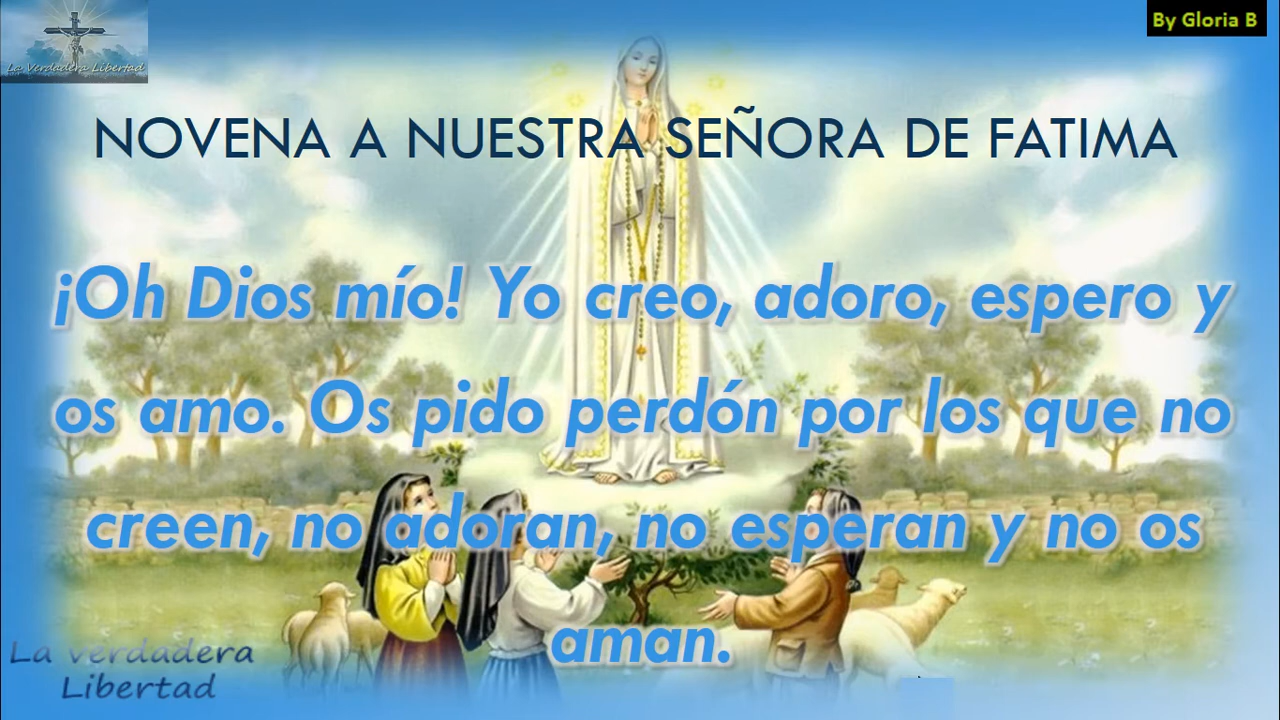 La Verdadera Libertad
By Gloria B
NOVENA A NUESTRA SEÑORA DE FATIMA
¡Oh Dios mío! Yo creo, adoro, espero y
os amo. Os pido perdón por los que no
creen, no adoran, no esperan y no os
aman.
La verdadera
Libertad